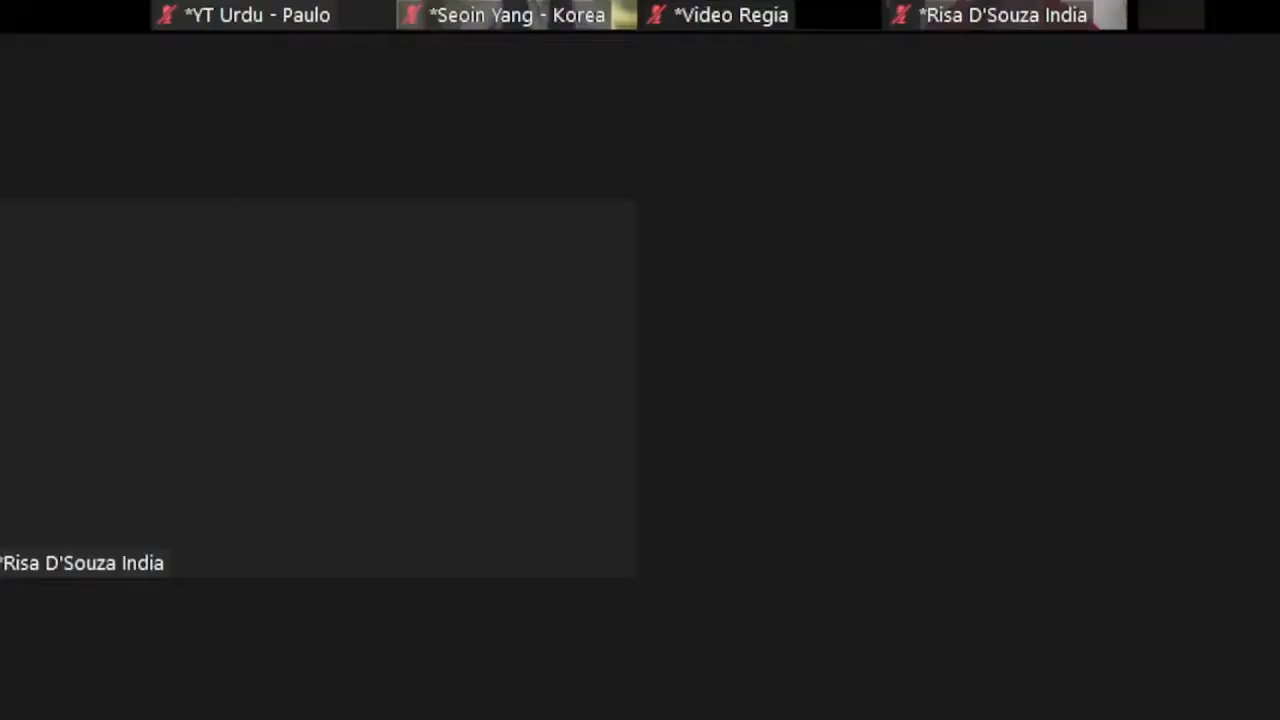 *YT Urdu - Paulo
*Seoin Yang - Korea
*Video Regia
*Risa D'Souza India
*Risa D'Souza India